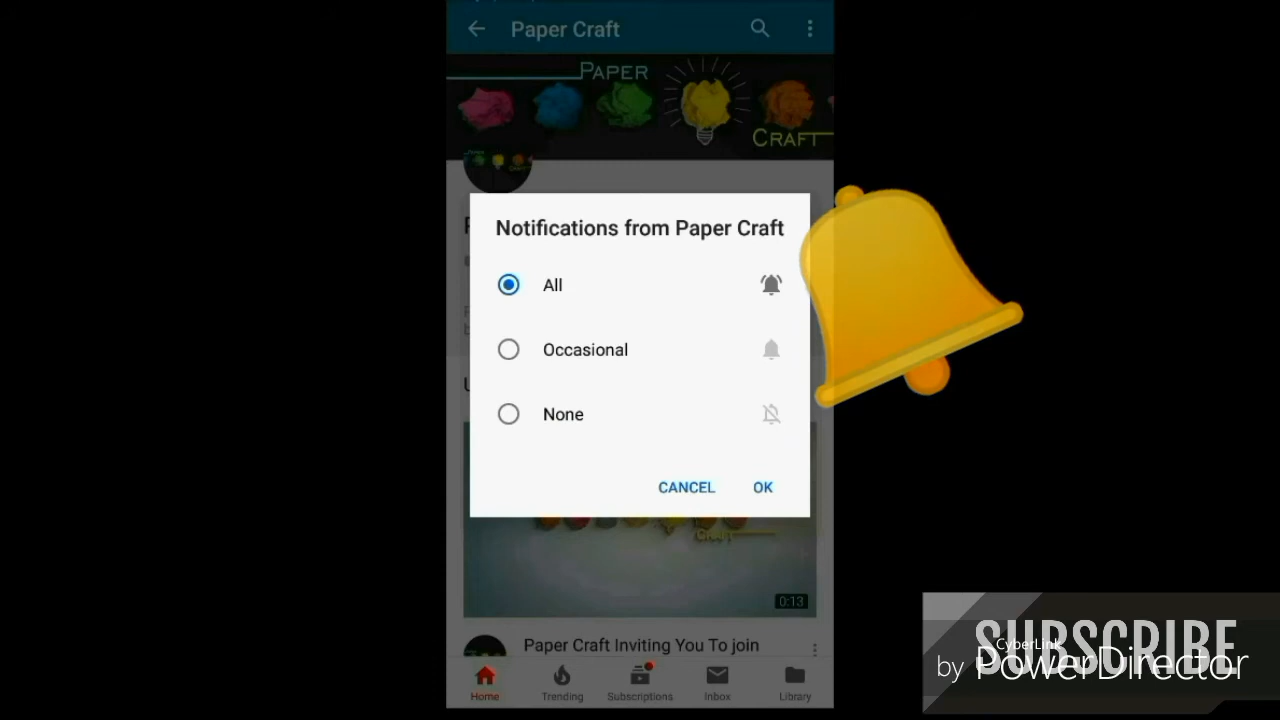 Paper Craft
PAPER
CRAFT
Notifications from Paper Craft
All
Occasional
None
CANCEL
OK
Craft
0:13
Paper Craft Inviting You To join
Home
Trending
Subscriptions
Inbox
Library
SUBSCRIBE
CyberLink
by PowerDirector